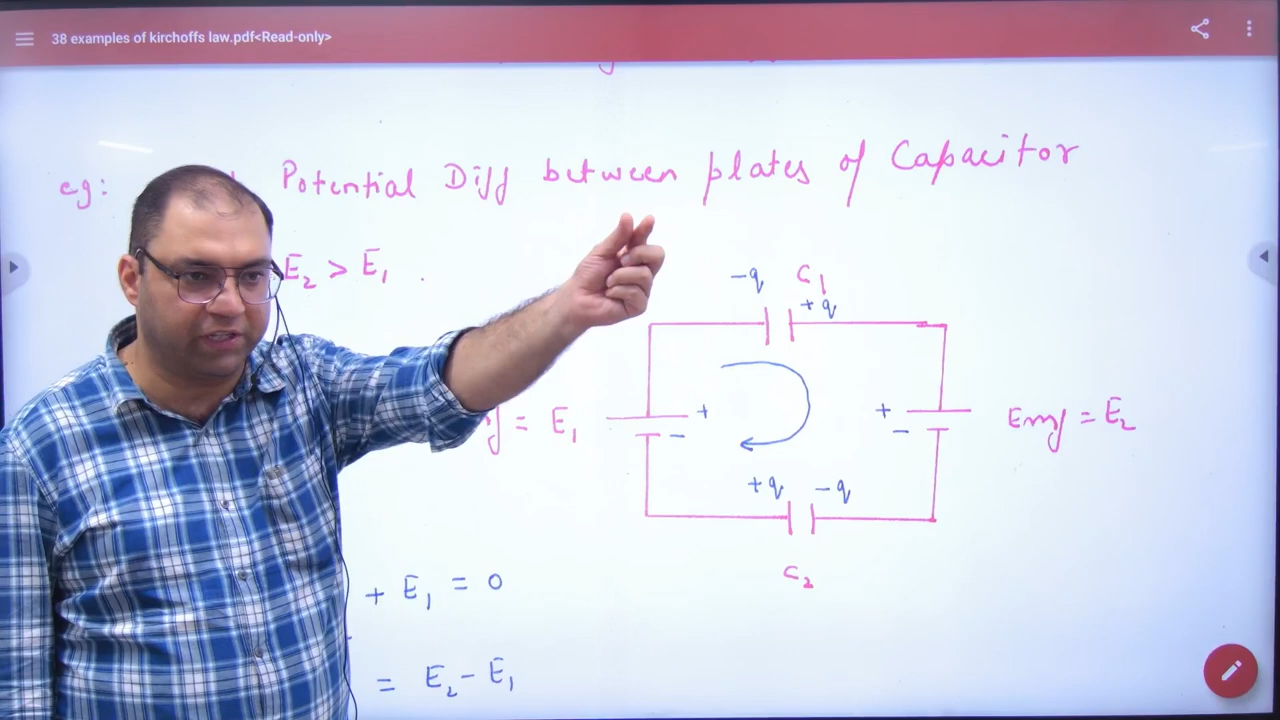 38 examples of kirchoffs law.pdf<Read-only>
eg: Potential Diff between plates of Capacitor
E₂ > E₁ .
-q C₁
+q
+ -
= E₁
+ -
Emf = E₂
+q -q
C₂
+ E₁ = 0
= E₂ - E₁